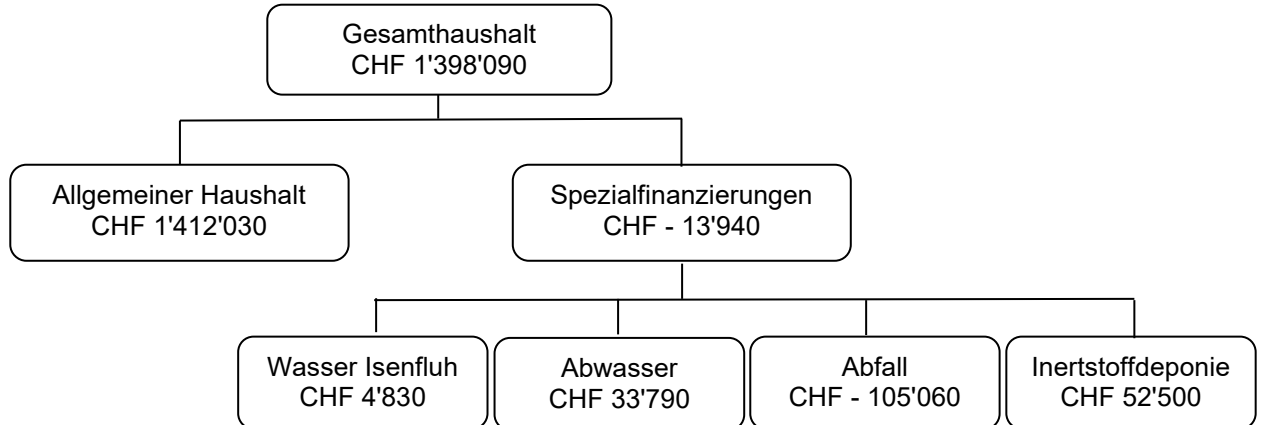 Gesamthaushalt
CHF 1'398'090
Allgemeiner Haushalt
CHF 1'412'030
Spezialfinanzierungen
CHF - 13'940
Wasser Isenfluh
CHF 4'830
Abwasser
CHF 33'790
Abfall
CHF - 105'060
Inertstoffdeponie
CHF 52'500